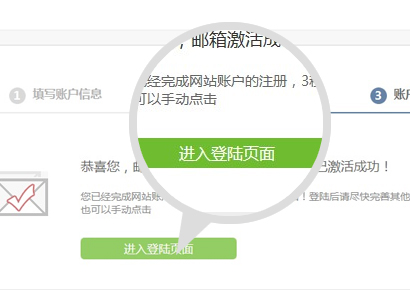 ，邮箱激活成
已经完成网站账户的注册，3秒
可以手动点击
进入登陆页面
1 填写账户信息
3 账户
恭喜您，邮
已激活成功！
您已经完成网站账
！登陆后请尽快完善其他
也可以手动点击
进入登陆页面